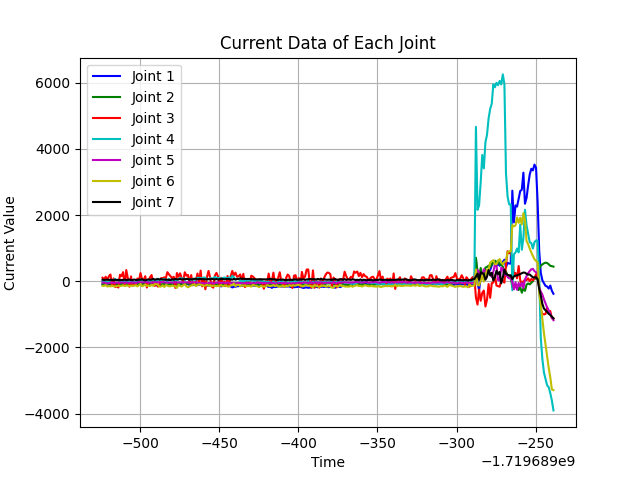 Current Data of Each Joint
Joint 1
Joint 2
Joint 3
Joint 4
Joint 5
Joint 6
Joint 7
6000
4000
2000
0
−2000
−4000
Current Value
−500
−450
−400
−350
−300
−250
−1.719689e9
Time